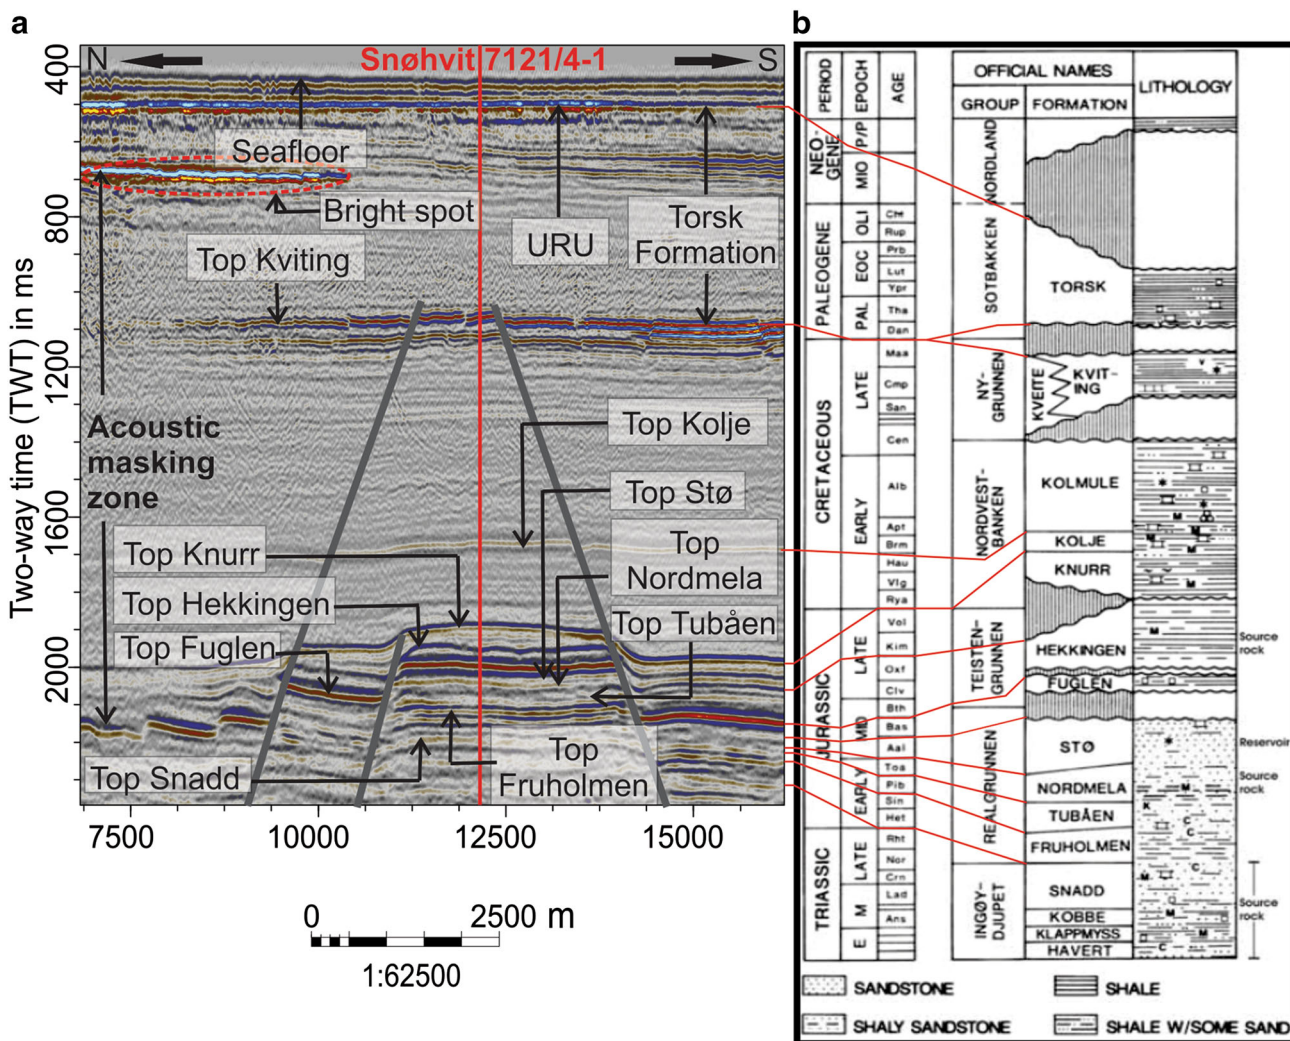 a
N
Snøhvit 7121/4-1
S
400
800
1200
1600
2000
Two-way time (TWT) in ms
Seafloor
Bright spot
URU
Torsk
Formation
Top Kviting
Acoustic
masking
zone
Top Kolje
Top Stø
Top
Nordmela
Top Knurr
Top Hekkingen
Top Fuglen
Top Tubåen
Top Snadd
Top
Fruholmen
7500
10000
12500
15000
0
2500 m
1:62500
b
PERIOD
EPOCH
AGE
OFFICIAL NAMES
GROUP
FORMATION
LITHOLOGY
NEO-
GENE
PALEOGENE
CRETACEOUS
JURASSIC
TRIASSIC
P/P
MIO
OLI
EOC
PAL
LATE
EARLY
LATE
MID
EARLY
LATE
M
E
Cht
Rup
Prb
Lut
Ypr
Tha
Dan
Maa
Cmp
San
Cen
Alb
Apt
Brm
Hau
Vlg
Rya
Vol
Kim
Oxf
Clv
Bth
Bas
Aal
Toa
Plb
Sin
Het
Rht
Nor
Crn
Lad
Ans
NORDLAND
SOTBAKKEN
NY-
GRUNNEN
NORDVEST-
BANKEN
TEISTEN-
GRUNNEN
REALGRUNNEN
INGØY-
DJUPET
TORSK
KVEITE
KVIT-
ING
KOLMULE
KOLJE
KNURR
HEKKINGEN
FUGLEN
STØ
NORDMELA
TUBÅEN
FRUHOLMEN
SNADD
KOBBE
KLAPPMYSS
HAVERT
V
M
M
M
M
M
M
K
C
C
C
M
M
M
C
Source
rock
Reservoir
Source
rock
Source
rock
SANDSTONE
SHALE
SHALY SANDSTONE
SHALE W/SOME SAND